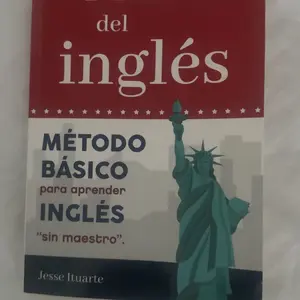 del
inglés
MÉTODO
BÁSICO
para aprender
INGLÉS
"sin maestro".
Jesse Ituarte